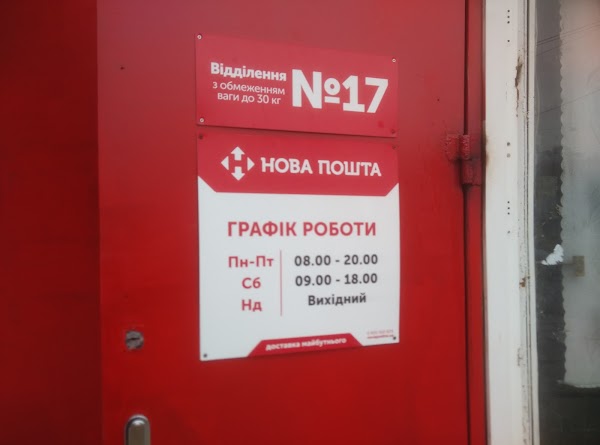 Відділення
з обмеженням
ваги до 30 кг
№17
НОВА ПОШТА
ГРАФІК РОБОТИ
Пн-Пт 08.00 - 20.00
Сб 09.00 - 18.00
Нд Вихідний
доставка майбутнього